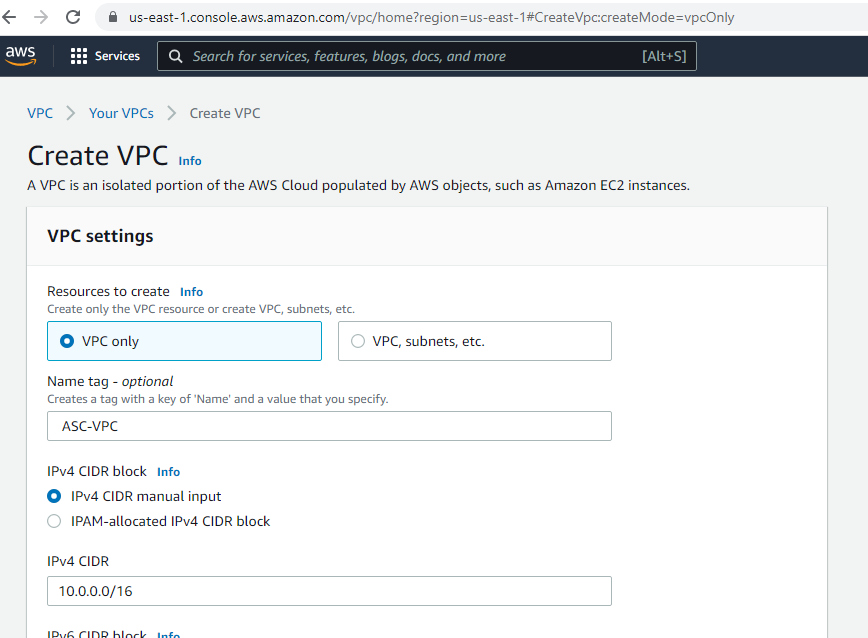 us-east-1.console.aws.amazon.com/vpc/home?region=us-east-1#CreateVpc:createMode=vpcOnly
aws Services Search for services, features, blogs, docs, and more [Alt+S]
VPC > Your VPCs > Create VPC
Create VPC Info
A VPC is an isolated portion of the AWS Cloud populated by AWS objects, such as Amazon EC2 instances.
VPC settings
Resources to create Info
Create only the VPC resource or create VPC, subnets, etc.
VPC only VPC, subnets, etc.
Name tag - optional
Creates a tag with a key of 'Name' and a value that you specify.
ASC-VPC
IPv4 CIDR block Info
IPv4 CIDR manual input
IPAM-allocated IPv4 CIDR block
IPv4 CIDR
10.0.0.0/16
IPv6 CIDR block Info